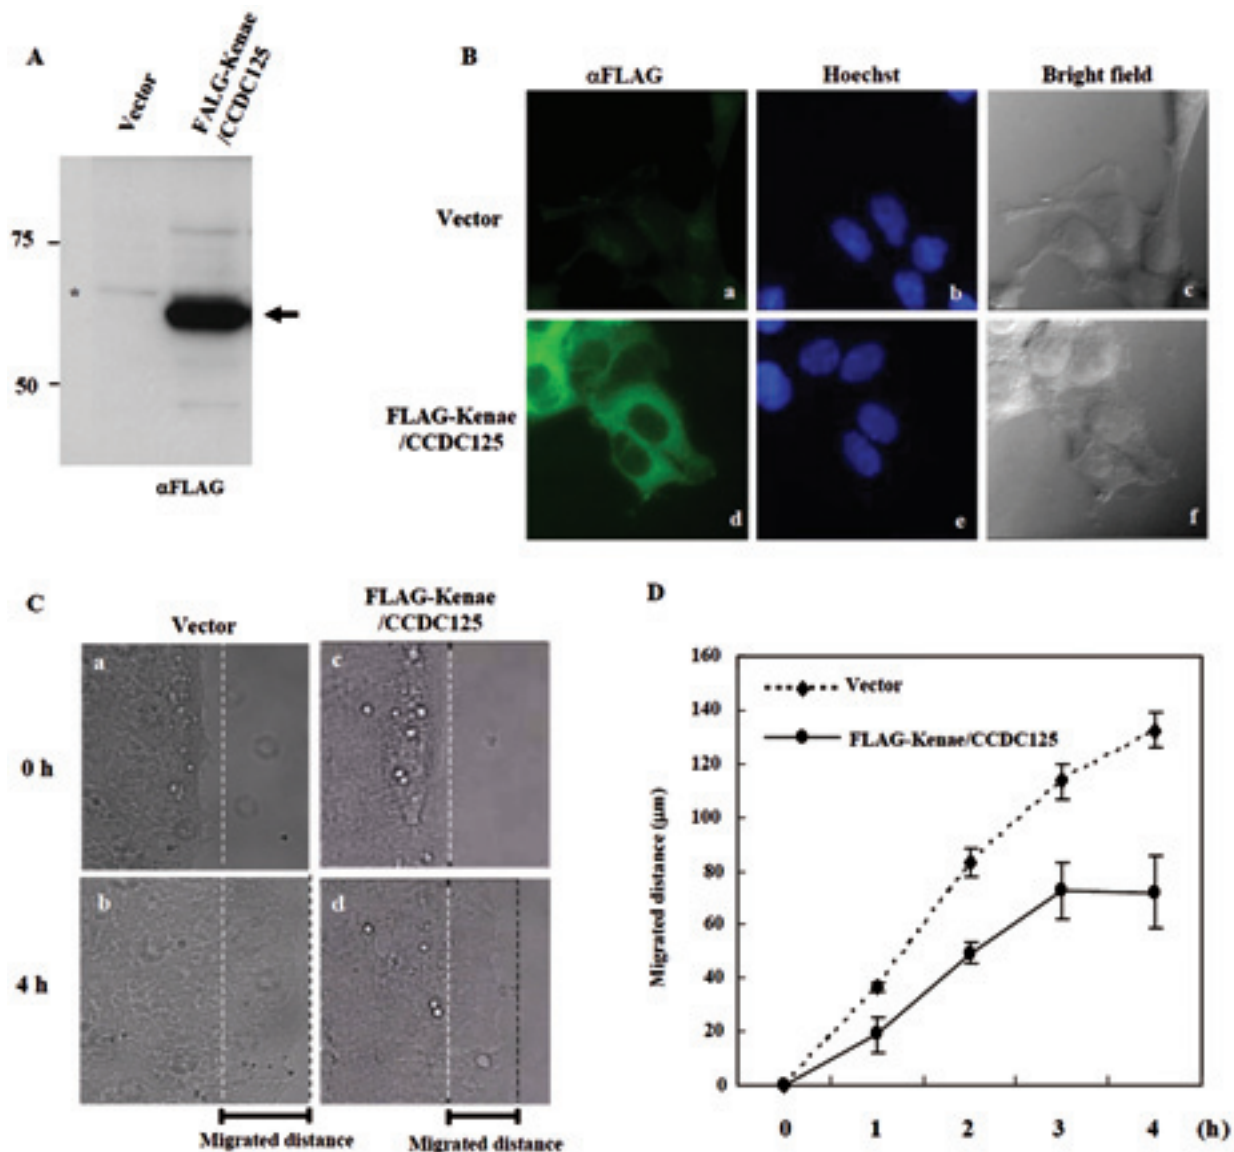 A
Vector
FALG-Kenae
/CCDC125
75
*
50
αFLAG
B
αFLAG
Hoechst
Bright field
Vector
a
b
c
FLAG-Kenae
/CCDC125
d
e
f
C
Vector
FLAG-Kenae
/CCDC125
0 h
a
c
4 h
b
d
Migrated distance
Migrated distance
D
Migrated distance (μm)
160
140
120
100
80
60
40
20
0
Vector
FLAG-Kenae/CCDC125
0 1 2 3 4 (h)